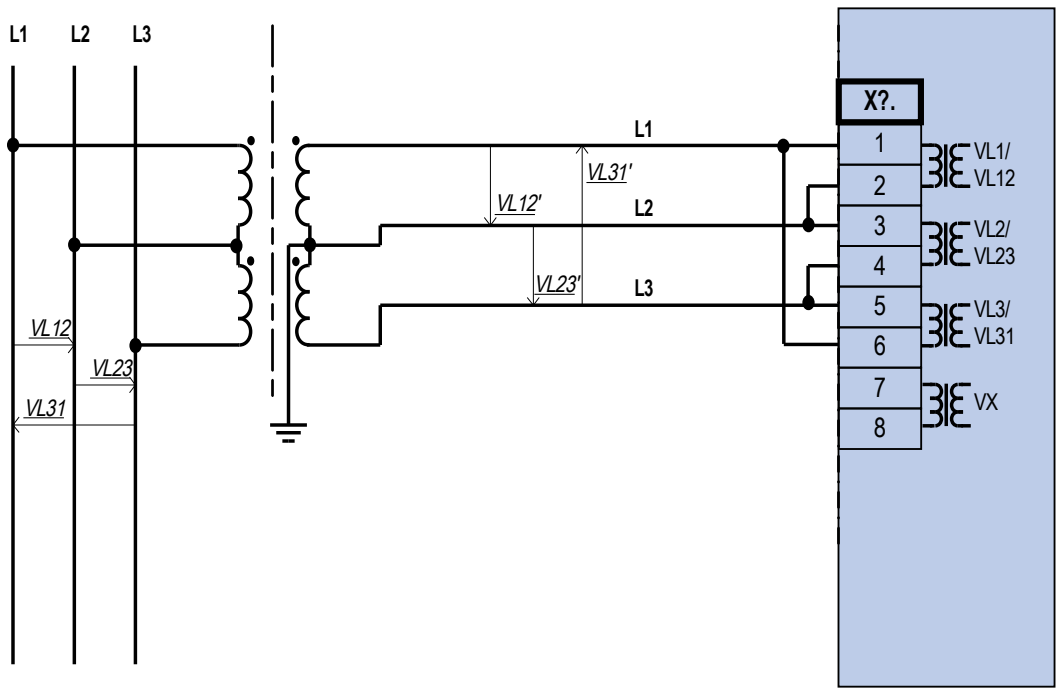 L1 L2 L3
X?.
L1
1
VL1/
VL12
VL31'
2
VL12'
L2
3
VL2/
VL23
4
VL23'
L3
5
VL3/
VL31
VL12
6
VL23
7
VX
VL31
8